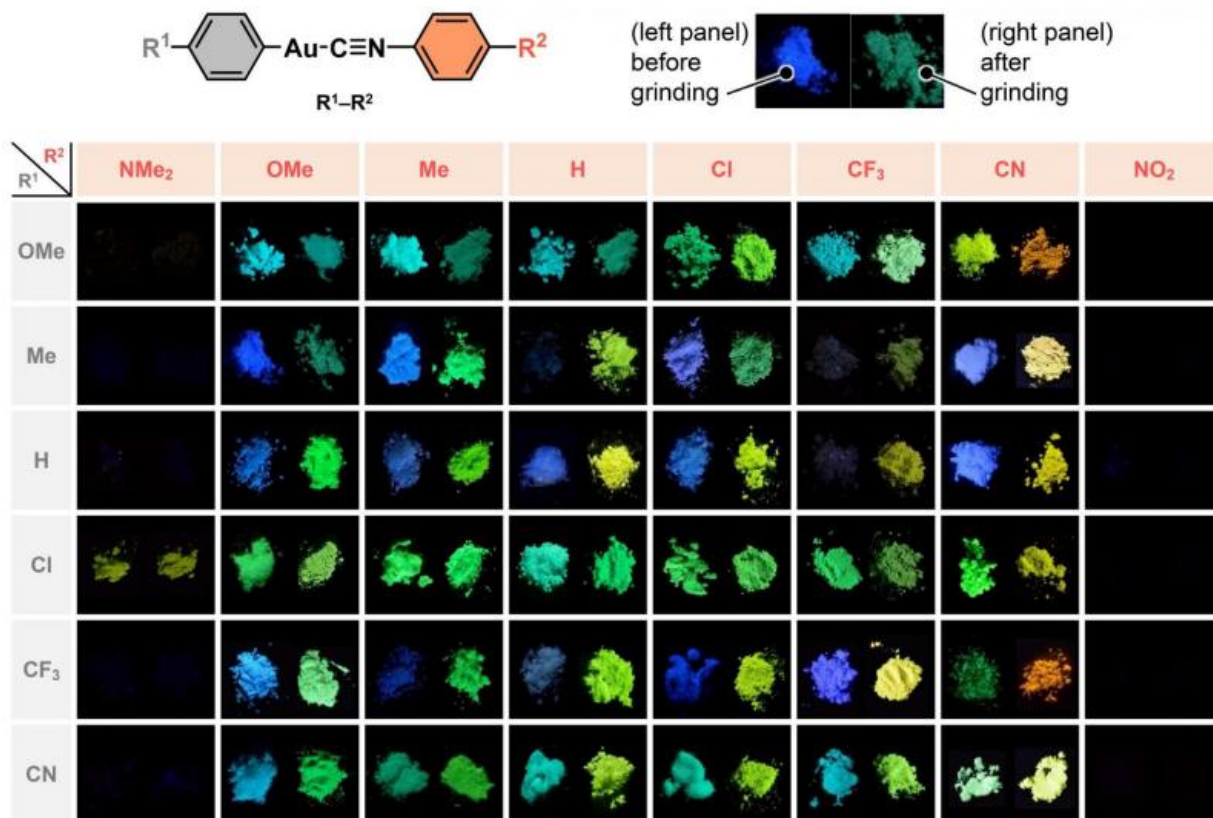 R¹ Au-C≡N R²
R¹–R²
(left panel)
before
grinding
(right panel)
after
grinding
R²
R¹
NMe₂ OMe Me H Cl CF₃ CN NO₂
OMe
Me
H
Cl
CF₃
CN